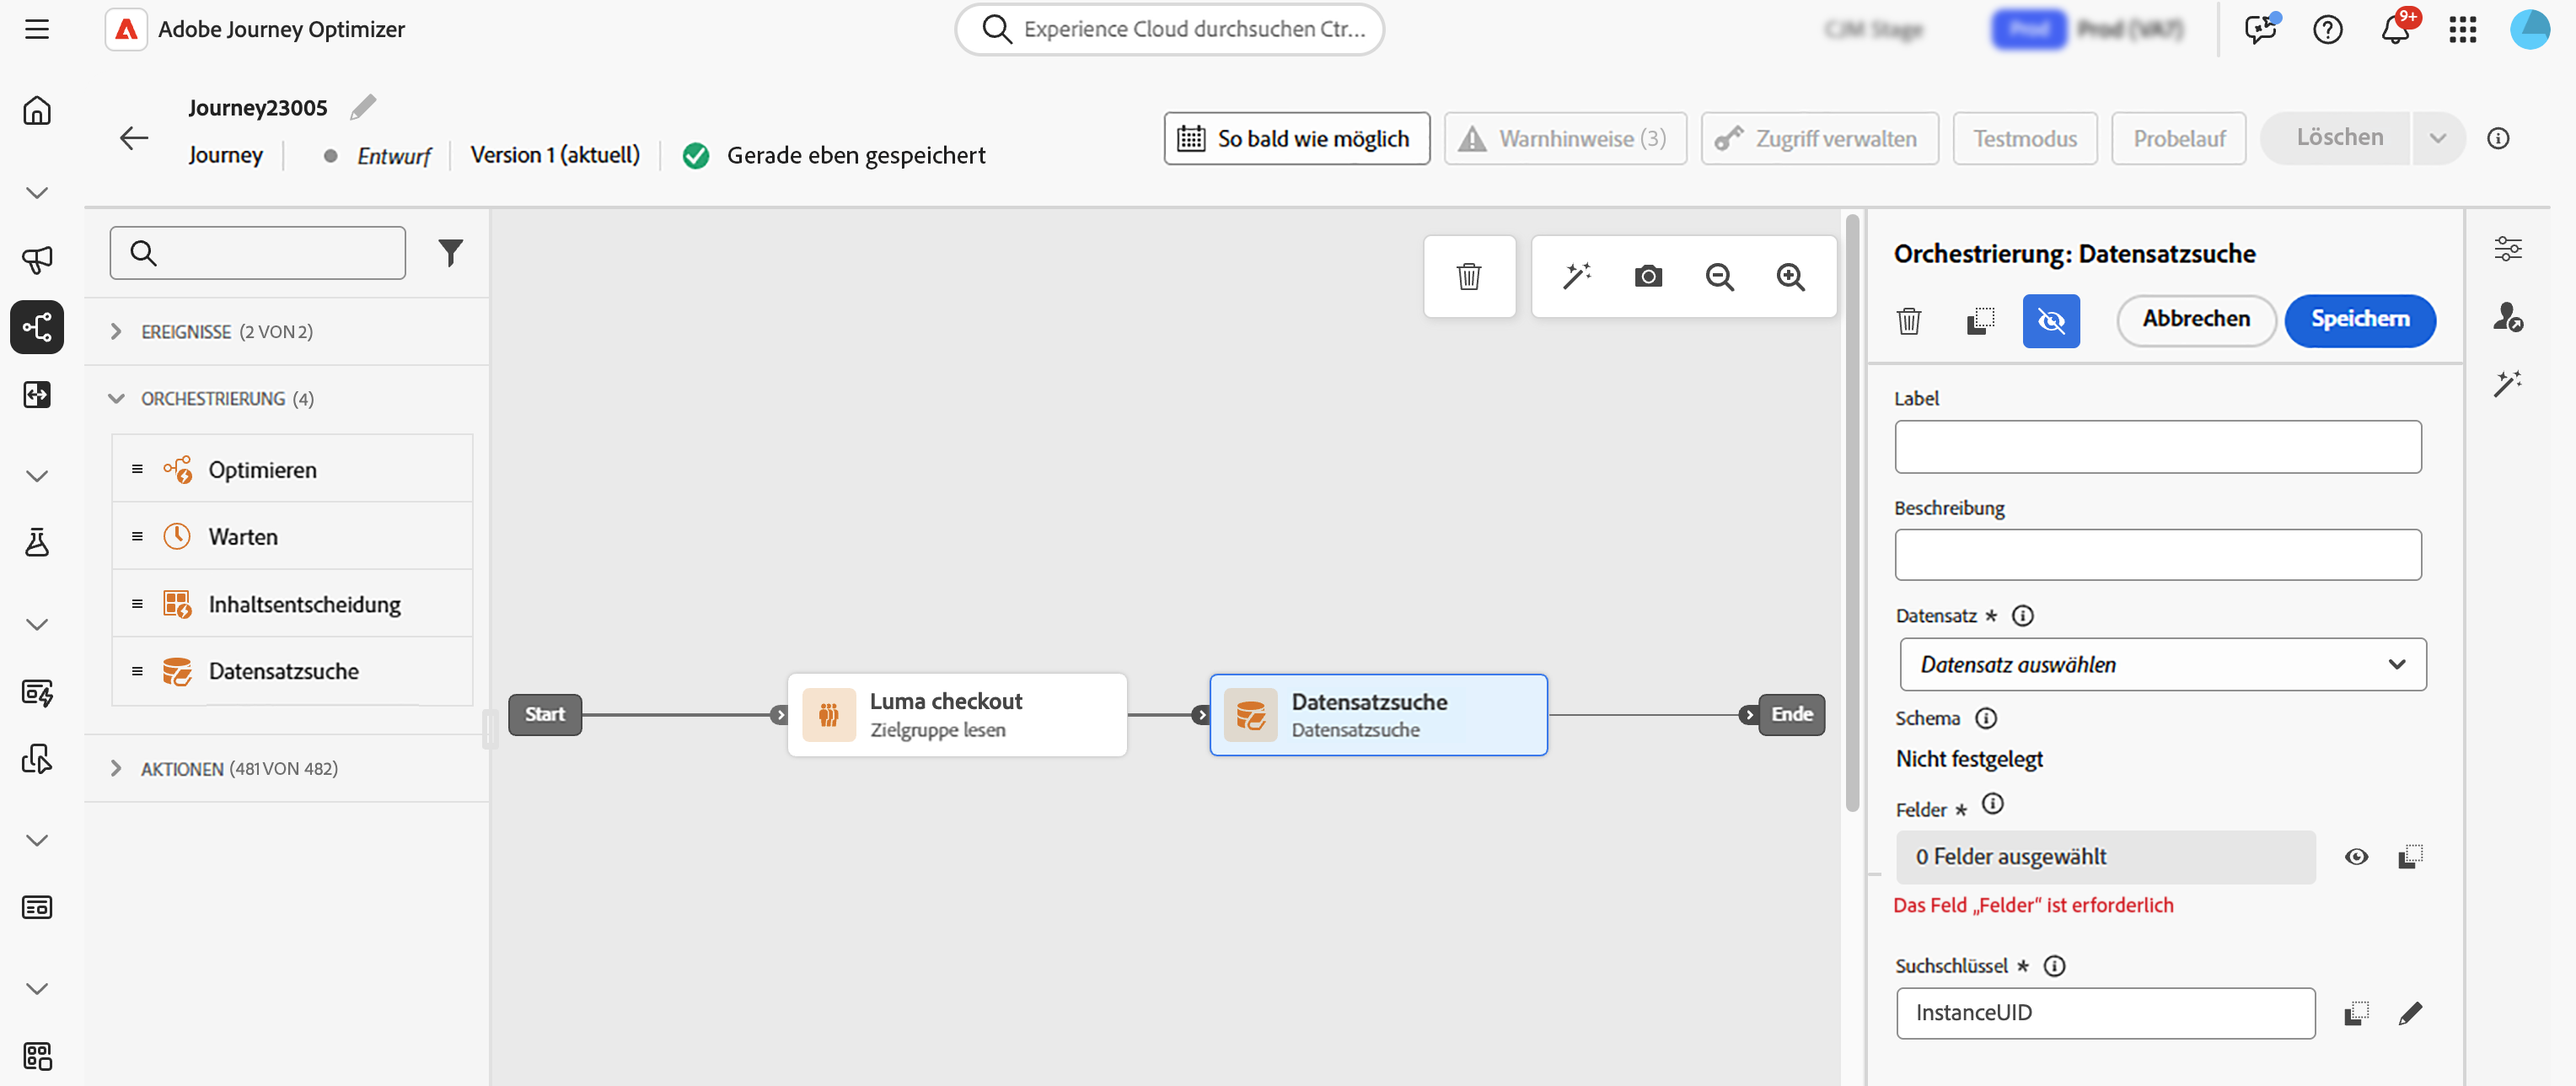 Adobe Journey Optimizer
Experience Cloud durchsuchen Ctr...
CJM Stage
Prod
Prod (VA7)
9+
Journey23005
Journey
Entwurf
Version 1 (aktuell)
Gerade eben gespeichert
So bald wie möglich
Warnhinweise (3)
Zugriff verwalten
Testmodus
Probelauf
Löschen
EREIGNISSE (2 VON 2)
ORCHESTRIERUNG (4)
Optimieren
Warten
Inhaltsentscheidung
Datensatzsuche
AKTIONEN (481 VON 482)
Start
Luma checkout
Zielgruppe lesen
Datensatzsuche
Datensatzsuche
Ende
Orchestrierung: Datensatzsuche
Abbrechen
Speichern
Label
Beschreibung
Datensatz *
Datensatz auswählen
Schema
Nicht festgelegt
Felder *
0 Felder ausgewählt
Das Feld „Felder“ ist erforderlich
Suchschlüssel *
InstanceUID